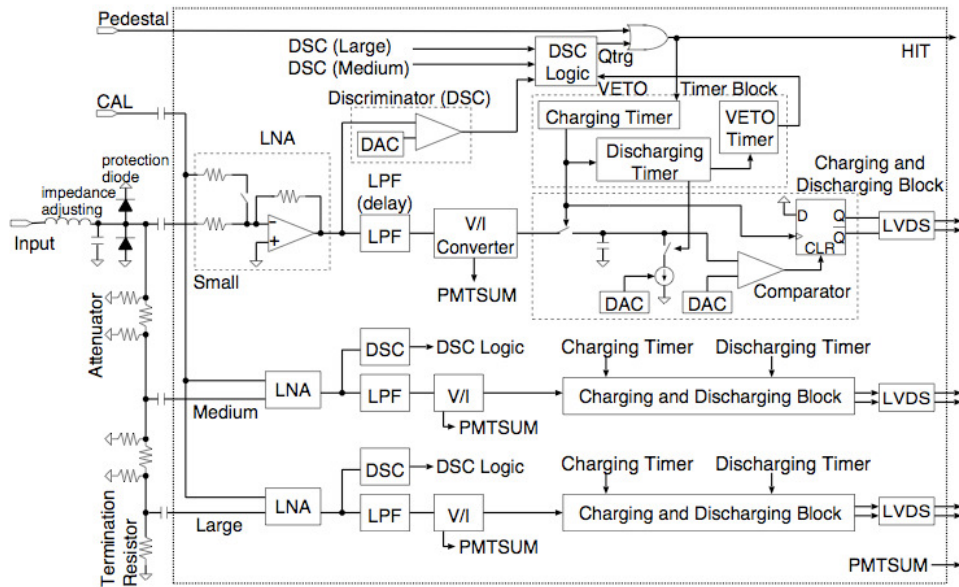 Pedestal
DSC (Large)
DSC (Medium)
DSC
Logic
Qtrg
HIT
CAL
Discriminator (DSC)
DAC
VETO
Timer Block
Charging Timer
VETO
Timer
Discharging
Timer
LNA
protection
diode
impedance
adjusting
Input
Small
LPF
(delay)
LPF
V/I
Converter
PMTSUM
Charging and
Discharging Block
D
Q
Q
CLR
LVDS
DAC
DAC
Comparator
Attenuator
DSC
DSC Logic
Charging Timer
Discharging Timer
LNA
LPF
V/I
Charging and Discharging Block
LVDS
Medium
PMTSUM
DSC
DSC Logic
Charging Timer
Discharging Timer
LNA
LPF
V/I
Charging and Discharging Block
LVDS
Large
PMTSUM
Termination
Resistor
PMTSUM